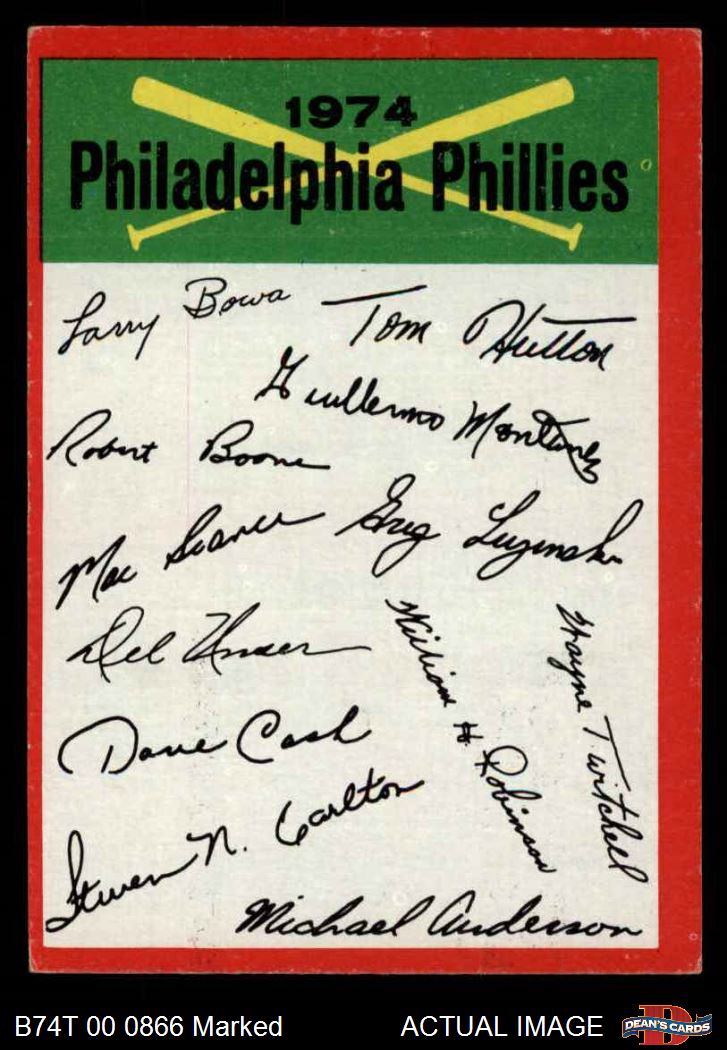 1974
Philadelphia Phillies
Larry Bowa
Tom Hutton
Guillermo Montanez
Robert Boone
Mac Scarce
Greg Luzinski
Del Unser
William H Robinson
Wayne Twitchell
Dave Cash
Steven N. Carlton
Michael Anderson
B74T 00 0866 Marked
ACTUAL IMAGE
D
DEAN'S CARDS